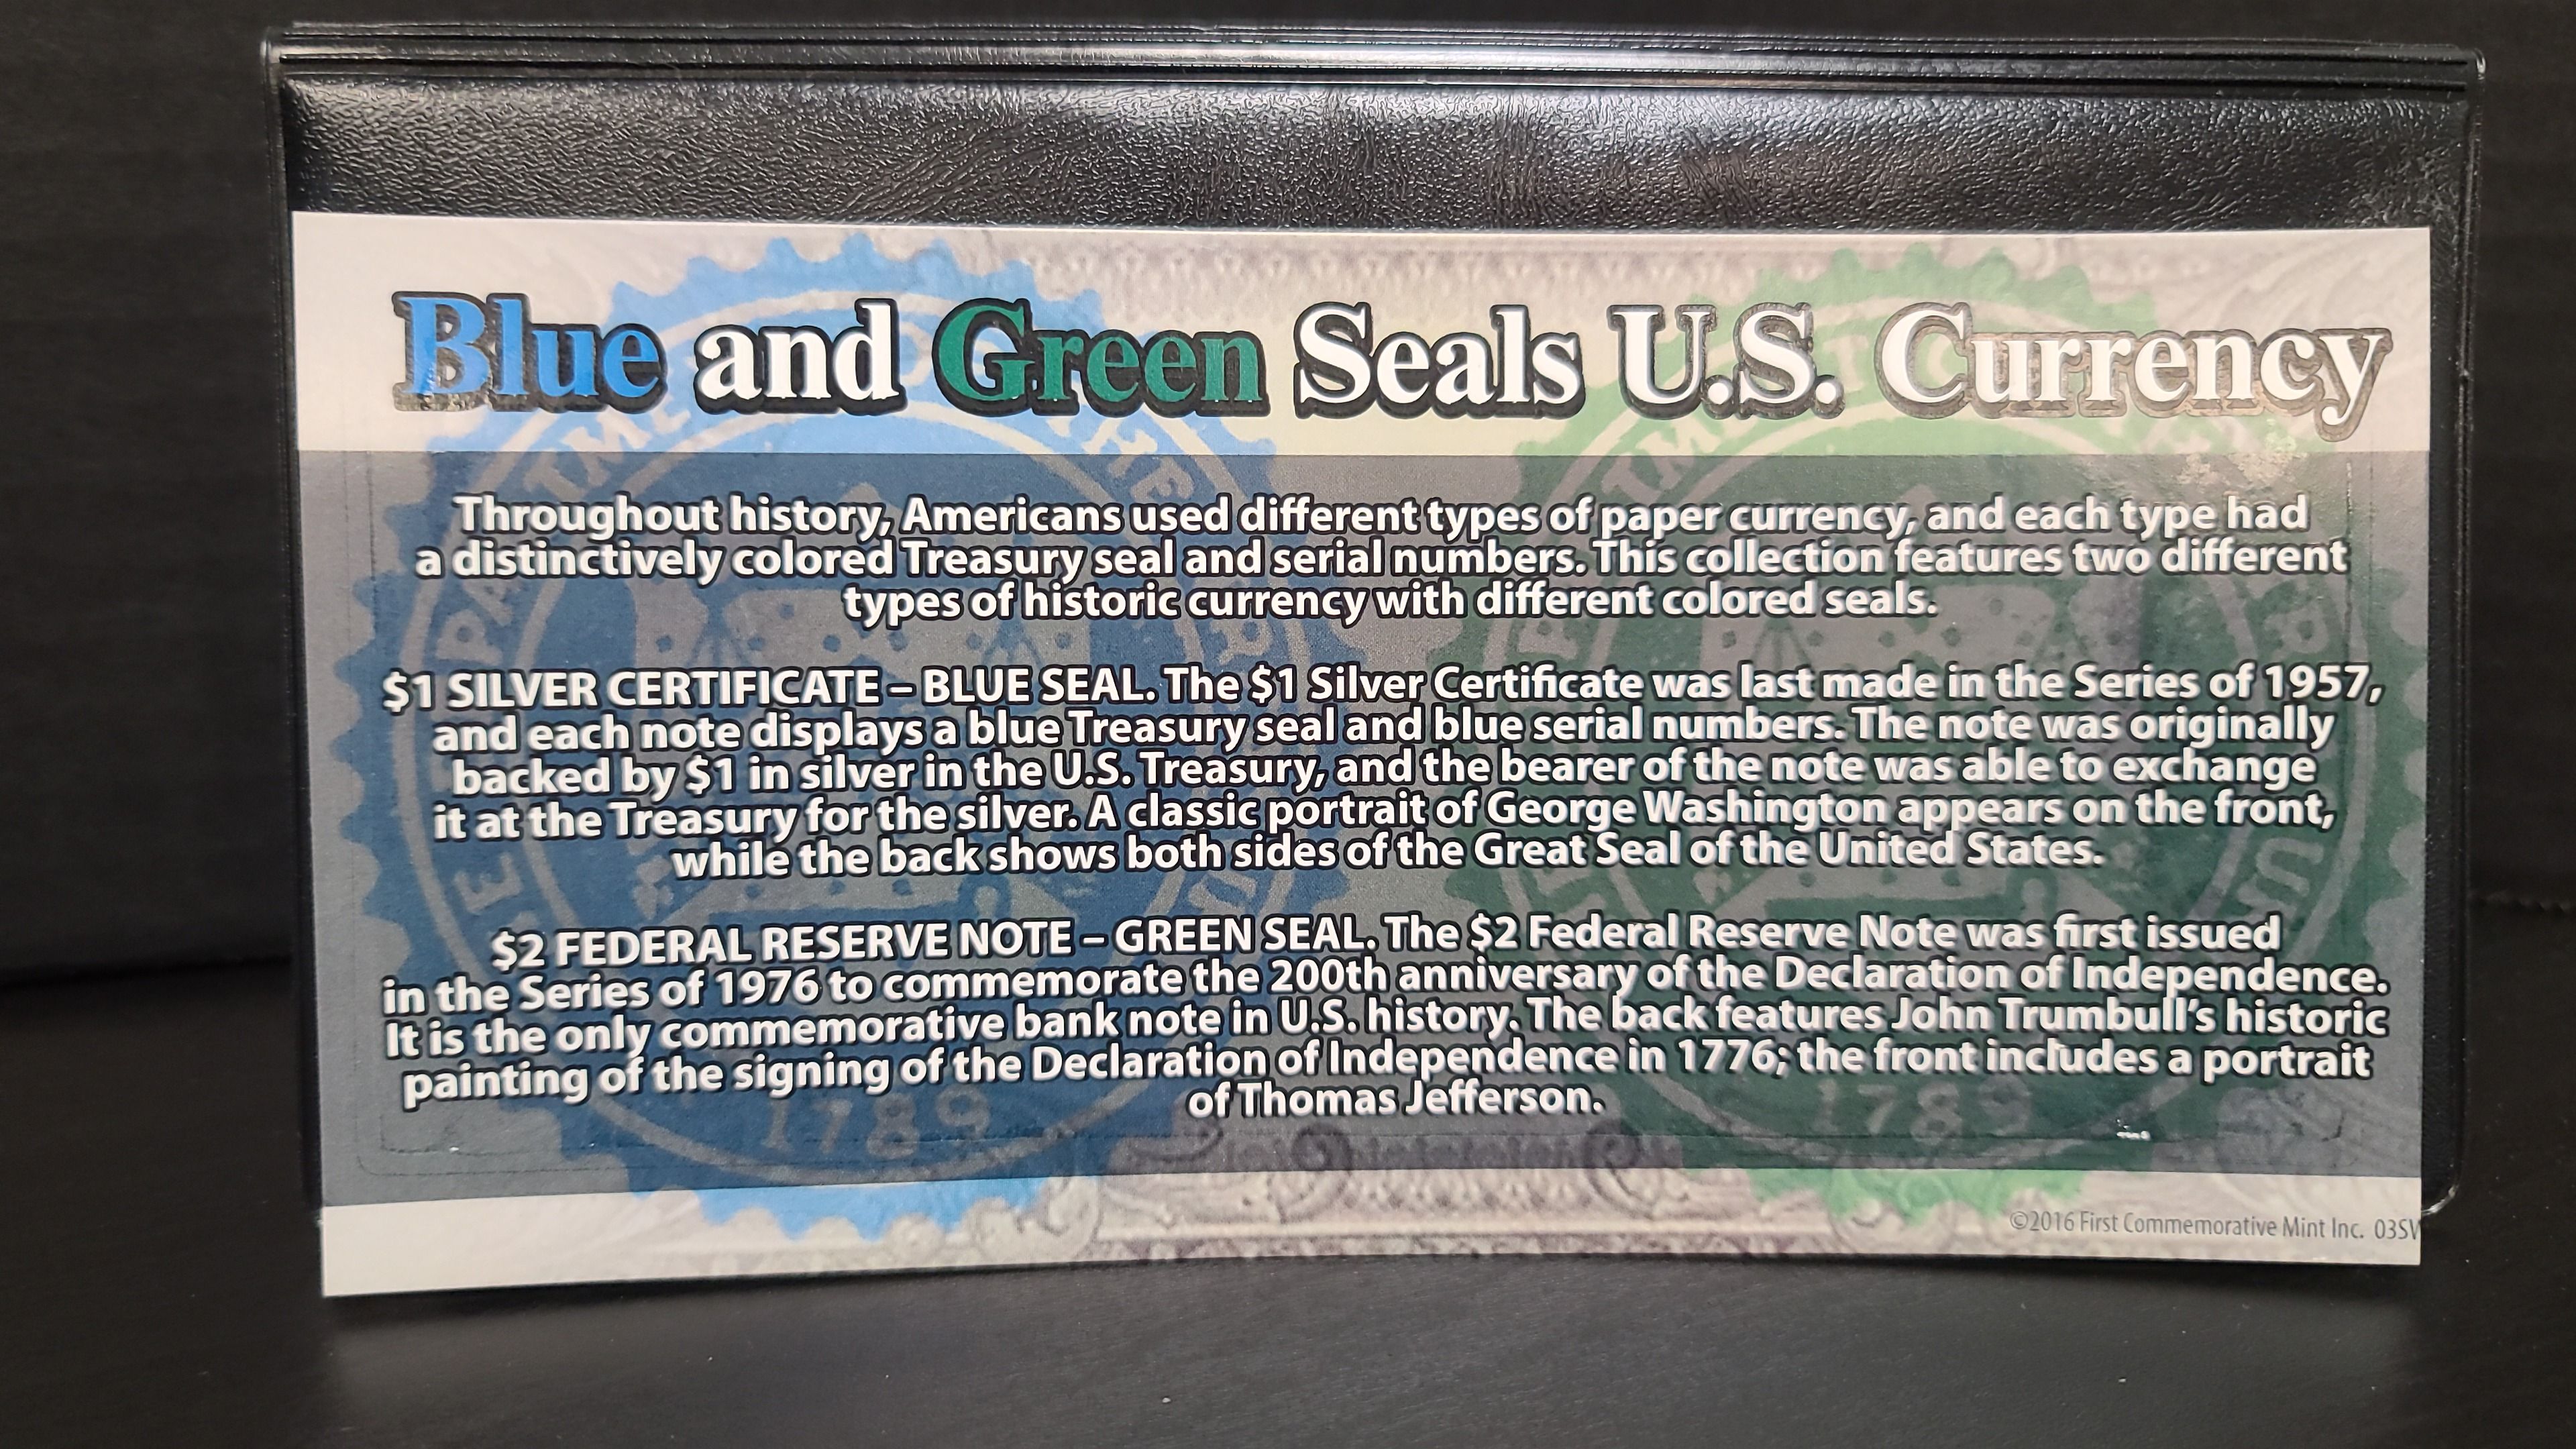 Blue and Green Seals U.S. Currency
Throughout history, Americans used different types of paper currency, and each type had
a distinctively colored Treasury seal and serial numbers. This collection features two different
types of historic currency with different colored seals.
$1 SILVER CERTIFICATE – BLUE SEAL. The $1 Silver Certificate was last made in the Series of 1957,
and each note displays a blue Treasury seal and blue serial numbers. The note was originally
backed by $1 in silver in the U.S. Treasury, and the bearer of the note was able to exchange
it at the Treasury for the silver. A classic portrait of George Washington appears on the front,
while the back shows both sides of the Great Seal of the United States.
$2 FEDERAL RESERVE NOTE – GREEN SEAL. The $2 Federal Reserve Note was first issued
in the Series of 1976 to commemorate the 200th anniversary of the Declaration of Independence.
It is the only commemorative bank note in U.S. history. The back features John Trumbull's historic
painting of the signing of the Declaration of Independence in 1776; the front includes a portrait
of Thomas Jefferson.
1789
1789
©2016 First Commemorative Mint Inc.